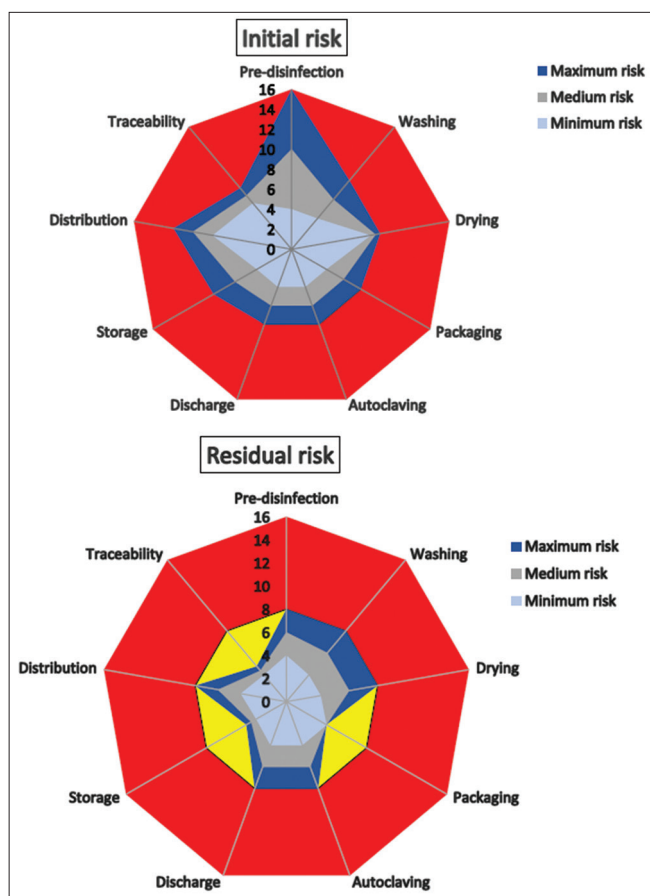 Initial risk
Pre-disinfection
Maximum risk
Medium risk
Minimum risk
16
14
12
10
8
6
4
2
0
Traceability
Washing
Distribution
Drying
Storage
Packaging
Discharge
Autoclaving
Residual risk
Pre-disinfection
Maximum risk
Medium risk
Minimum risk
16
14
12
10
8
6
4
2
0
Traceability
Washing
Distribution
Drying
Storage
Packaging
Discharge
Autoclaving